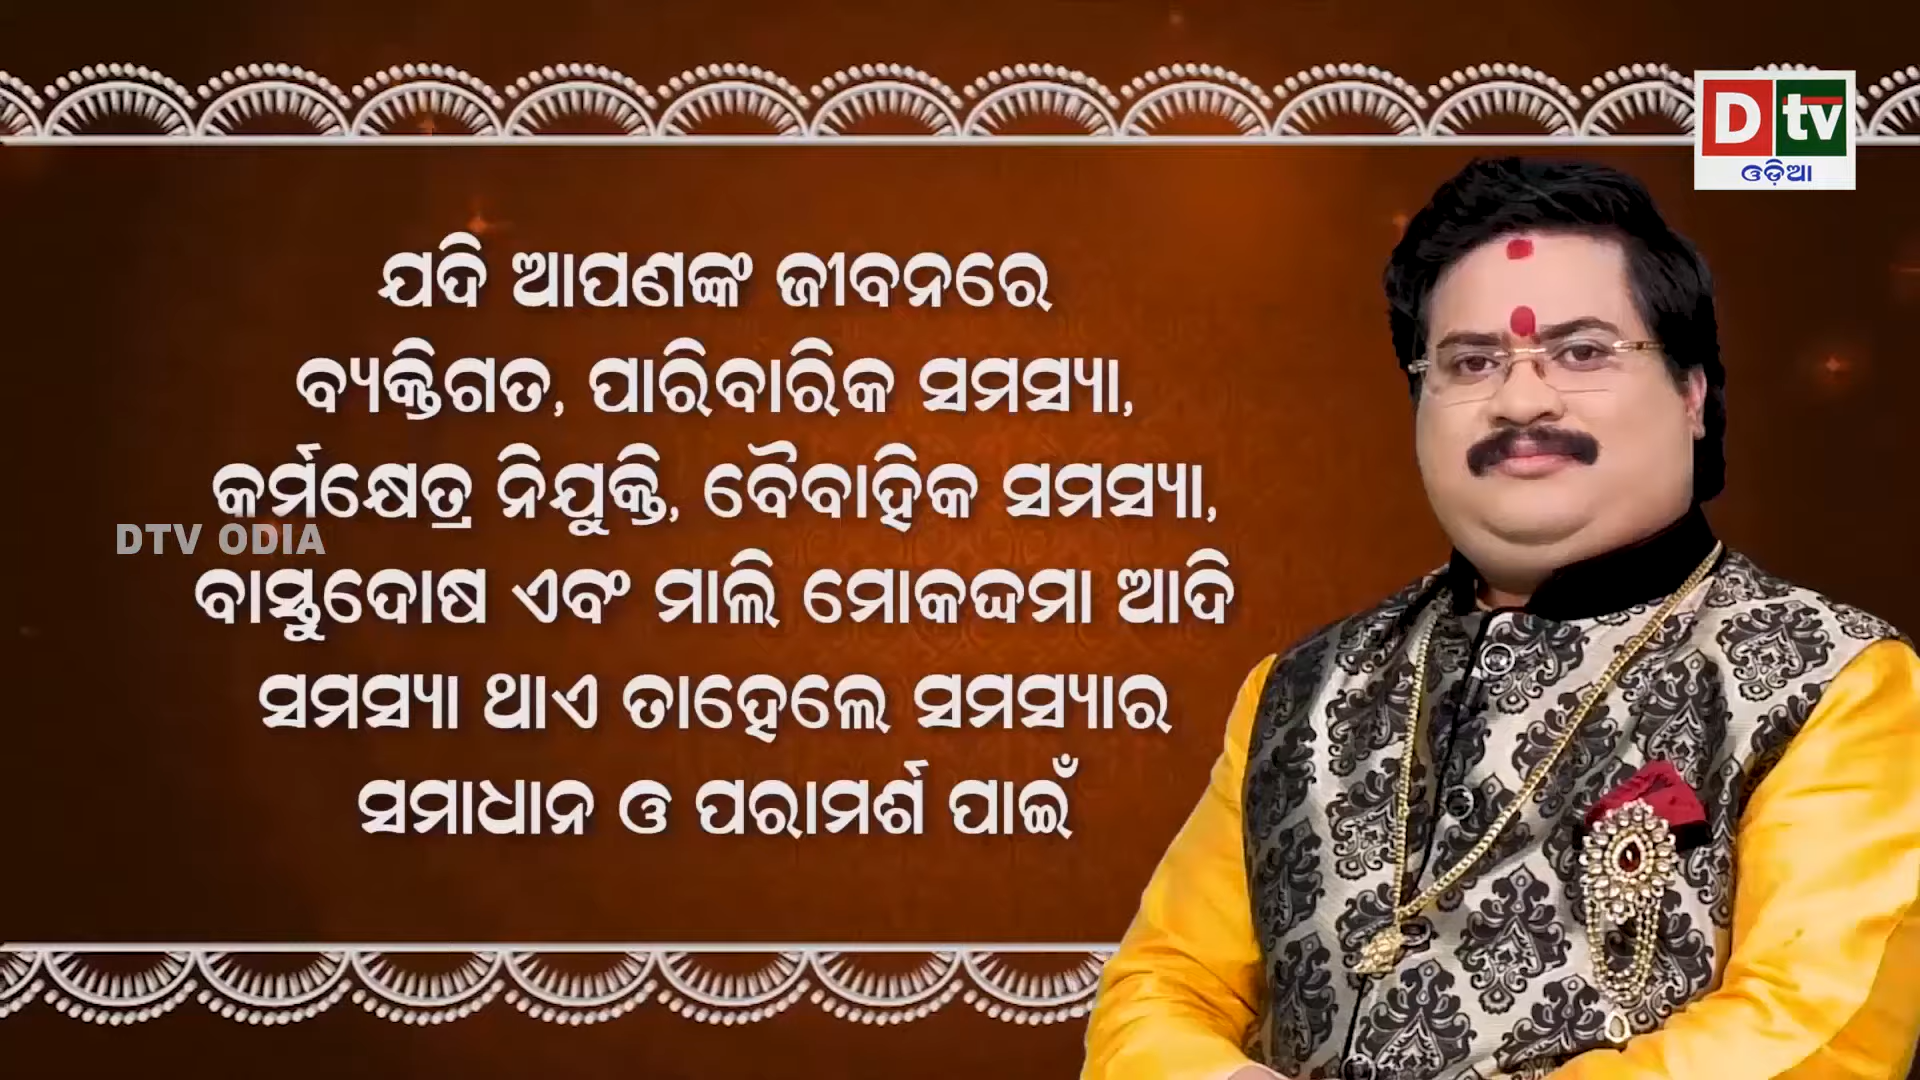 Dtv
ଓଡ଼ିଆ
ଯଦି ଆପଣଙ୍କ ଜୀବନରେ
ବ୍ୟକ୍ତିଗତ, ପାରିବାରିକ ସମସ୍ୟା,
କର୍ମକ୍ଷେତ୍ର ନିଯୁକ୍ତି, ବୈବାହିକ ସମସ୍ୟା,
DTV ODIA
ବାସ୍ତୁଦୋଷ ଏବଂ ମାଲି ମୋକଦ୍ଦମା ଆଦି
ସମସ୍ୟା ଥାଏ ତାହେଲେ ସମସ୍ୟାର
ସମାଧାନ ଓ ପରାମର୍ଶ ପାଇଁ